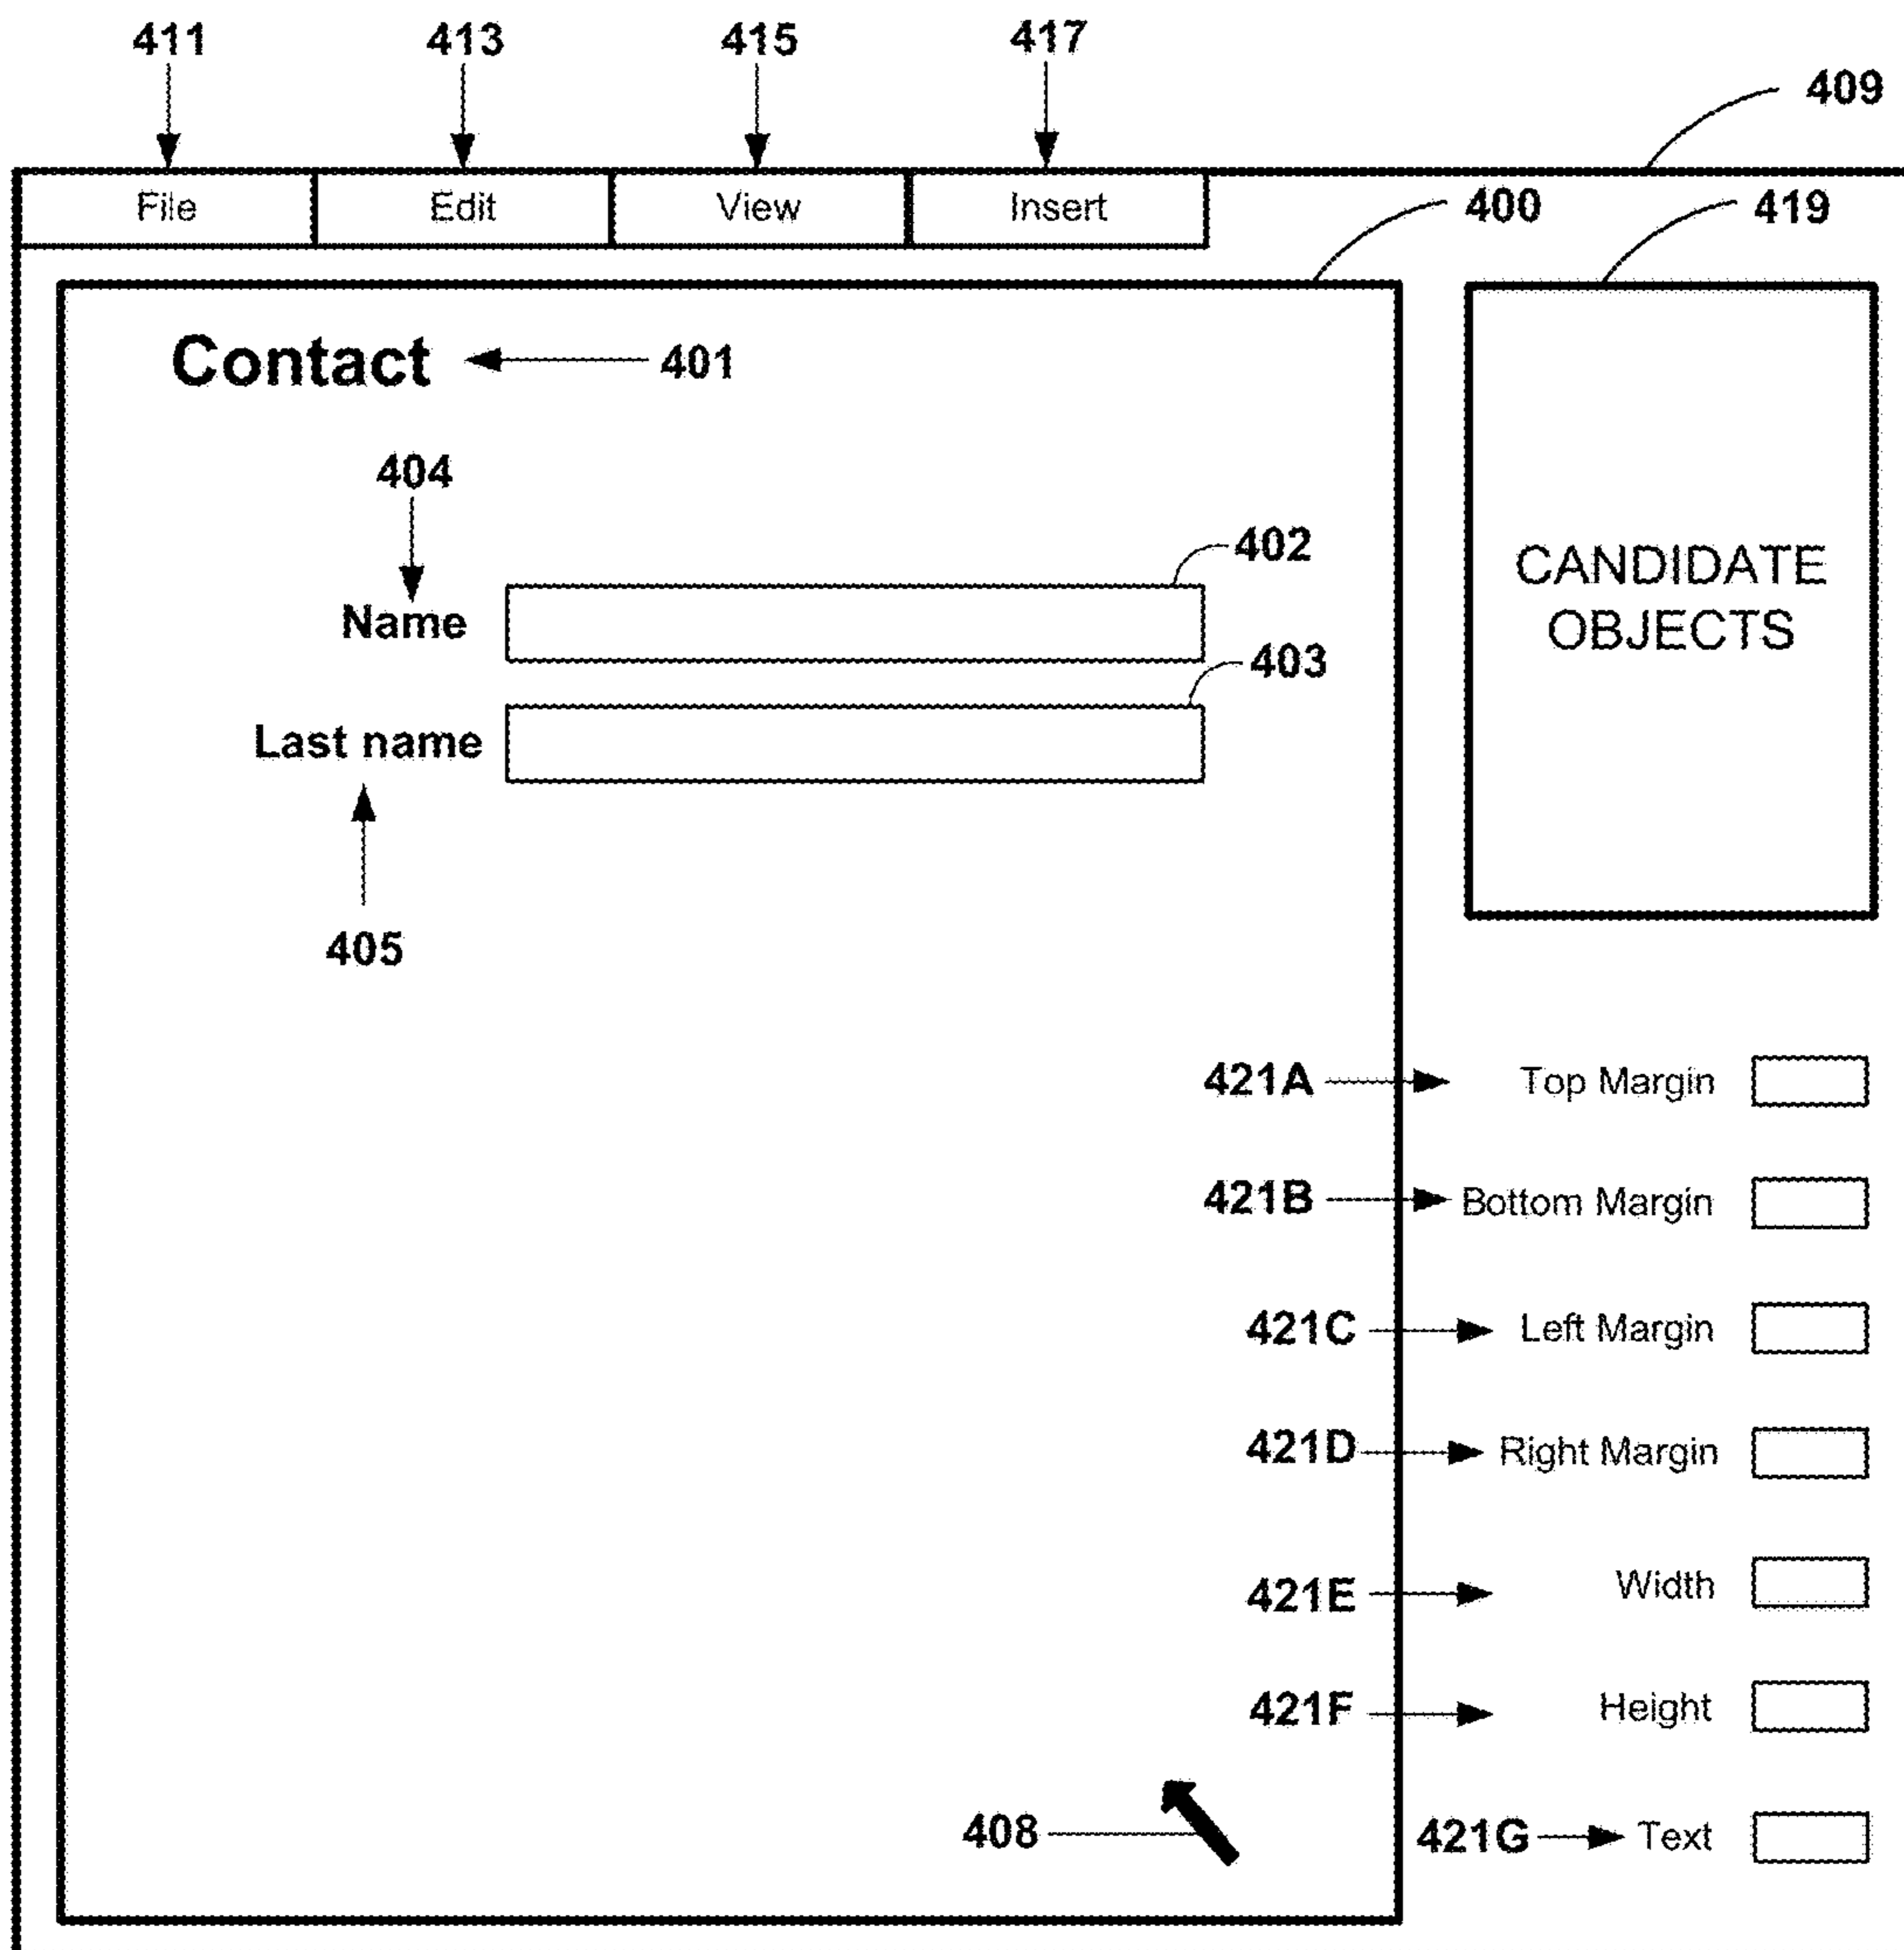 411 413 415 417
409
File Edit View Insert
400 419
Contact 401
404
402
Name
403
Last name
405
CANDIDATE
OBJECTS
421A Top Margin
421B Bottom Margin
421C Left Margin
421D Right Margin
421E Width
421F Height
408
421G Text